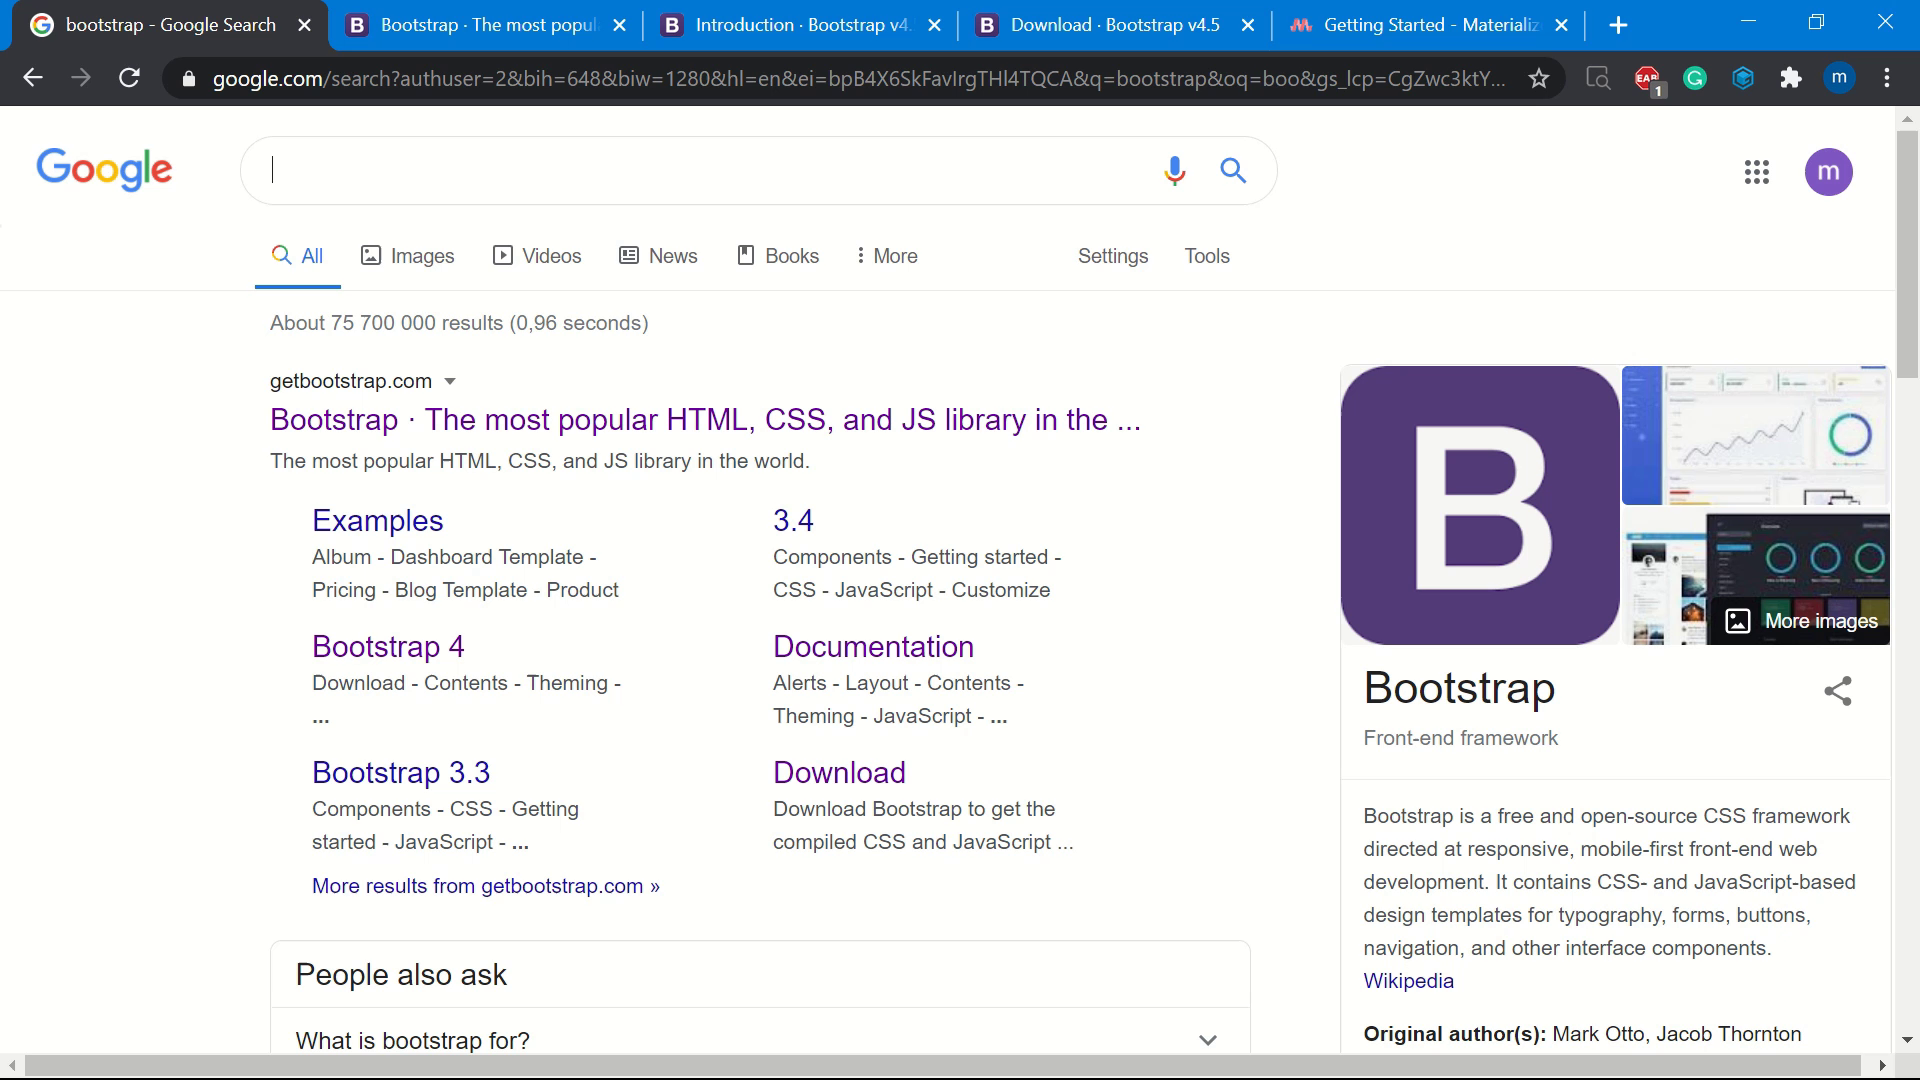 bootstrap - Google Search
Bootstrap · The most popul
Introduction · Bootstrap v4.
Download · Bootstrap v4.5
Getting Started - Materializ
google.com/search?authuser=2&bih=648&biw=1280&hl=en&ei=bpB4X6SkFavIrgTHl4TQCA&q=bootstrap&oq=boo&gs_lcp=CgZwc3ktY...
EAB
1
m
Google
m
All
Images
Videos
News
Books
More
Settings
Tools
About 75 700 000 results (0,96 seconds)
getbootstrap.com
Bootstrap · The most popular HTML, CSS, and JS library in the ...
The most popular HTML, CSS, and JS library in the world.
Examples
Album - Dashboard Template -
Pricing - Blog Template - Product
3.4
Components - Getting started -
CSS - JavaScript - Customize
Bootstrap 4
Download - Contents - Theming -
...
Documentation
Alerts - Layout - Contents -
Theming - JavaScript - ...
Bootstrap 3.3
Components - CSS - Getting
started - JavaScript - ...
Download
Download Bootstrap to get the
compiled CSS and JavaScript ...
More results from getbootstrap.com »
People also ask
What is bootstrap for?
B
More images
Bootstrap
Front-end framework
Bootstrap is a free and open-source CSS framework
directed at responsive, mobile-first front-end web
development. It contains CSS- and JavaScript-based
design templates for typography, forms, buttons,
navigation, and other interface components.
Wikipedia
Original author(s): Mark Otto, Jacob Thornton